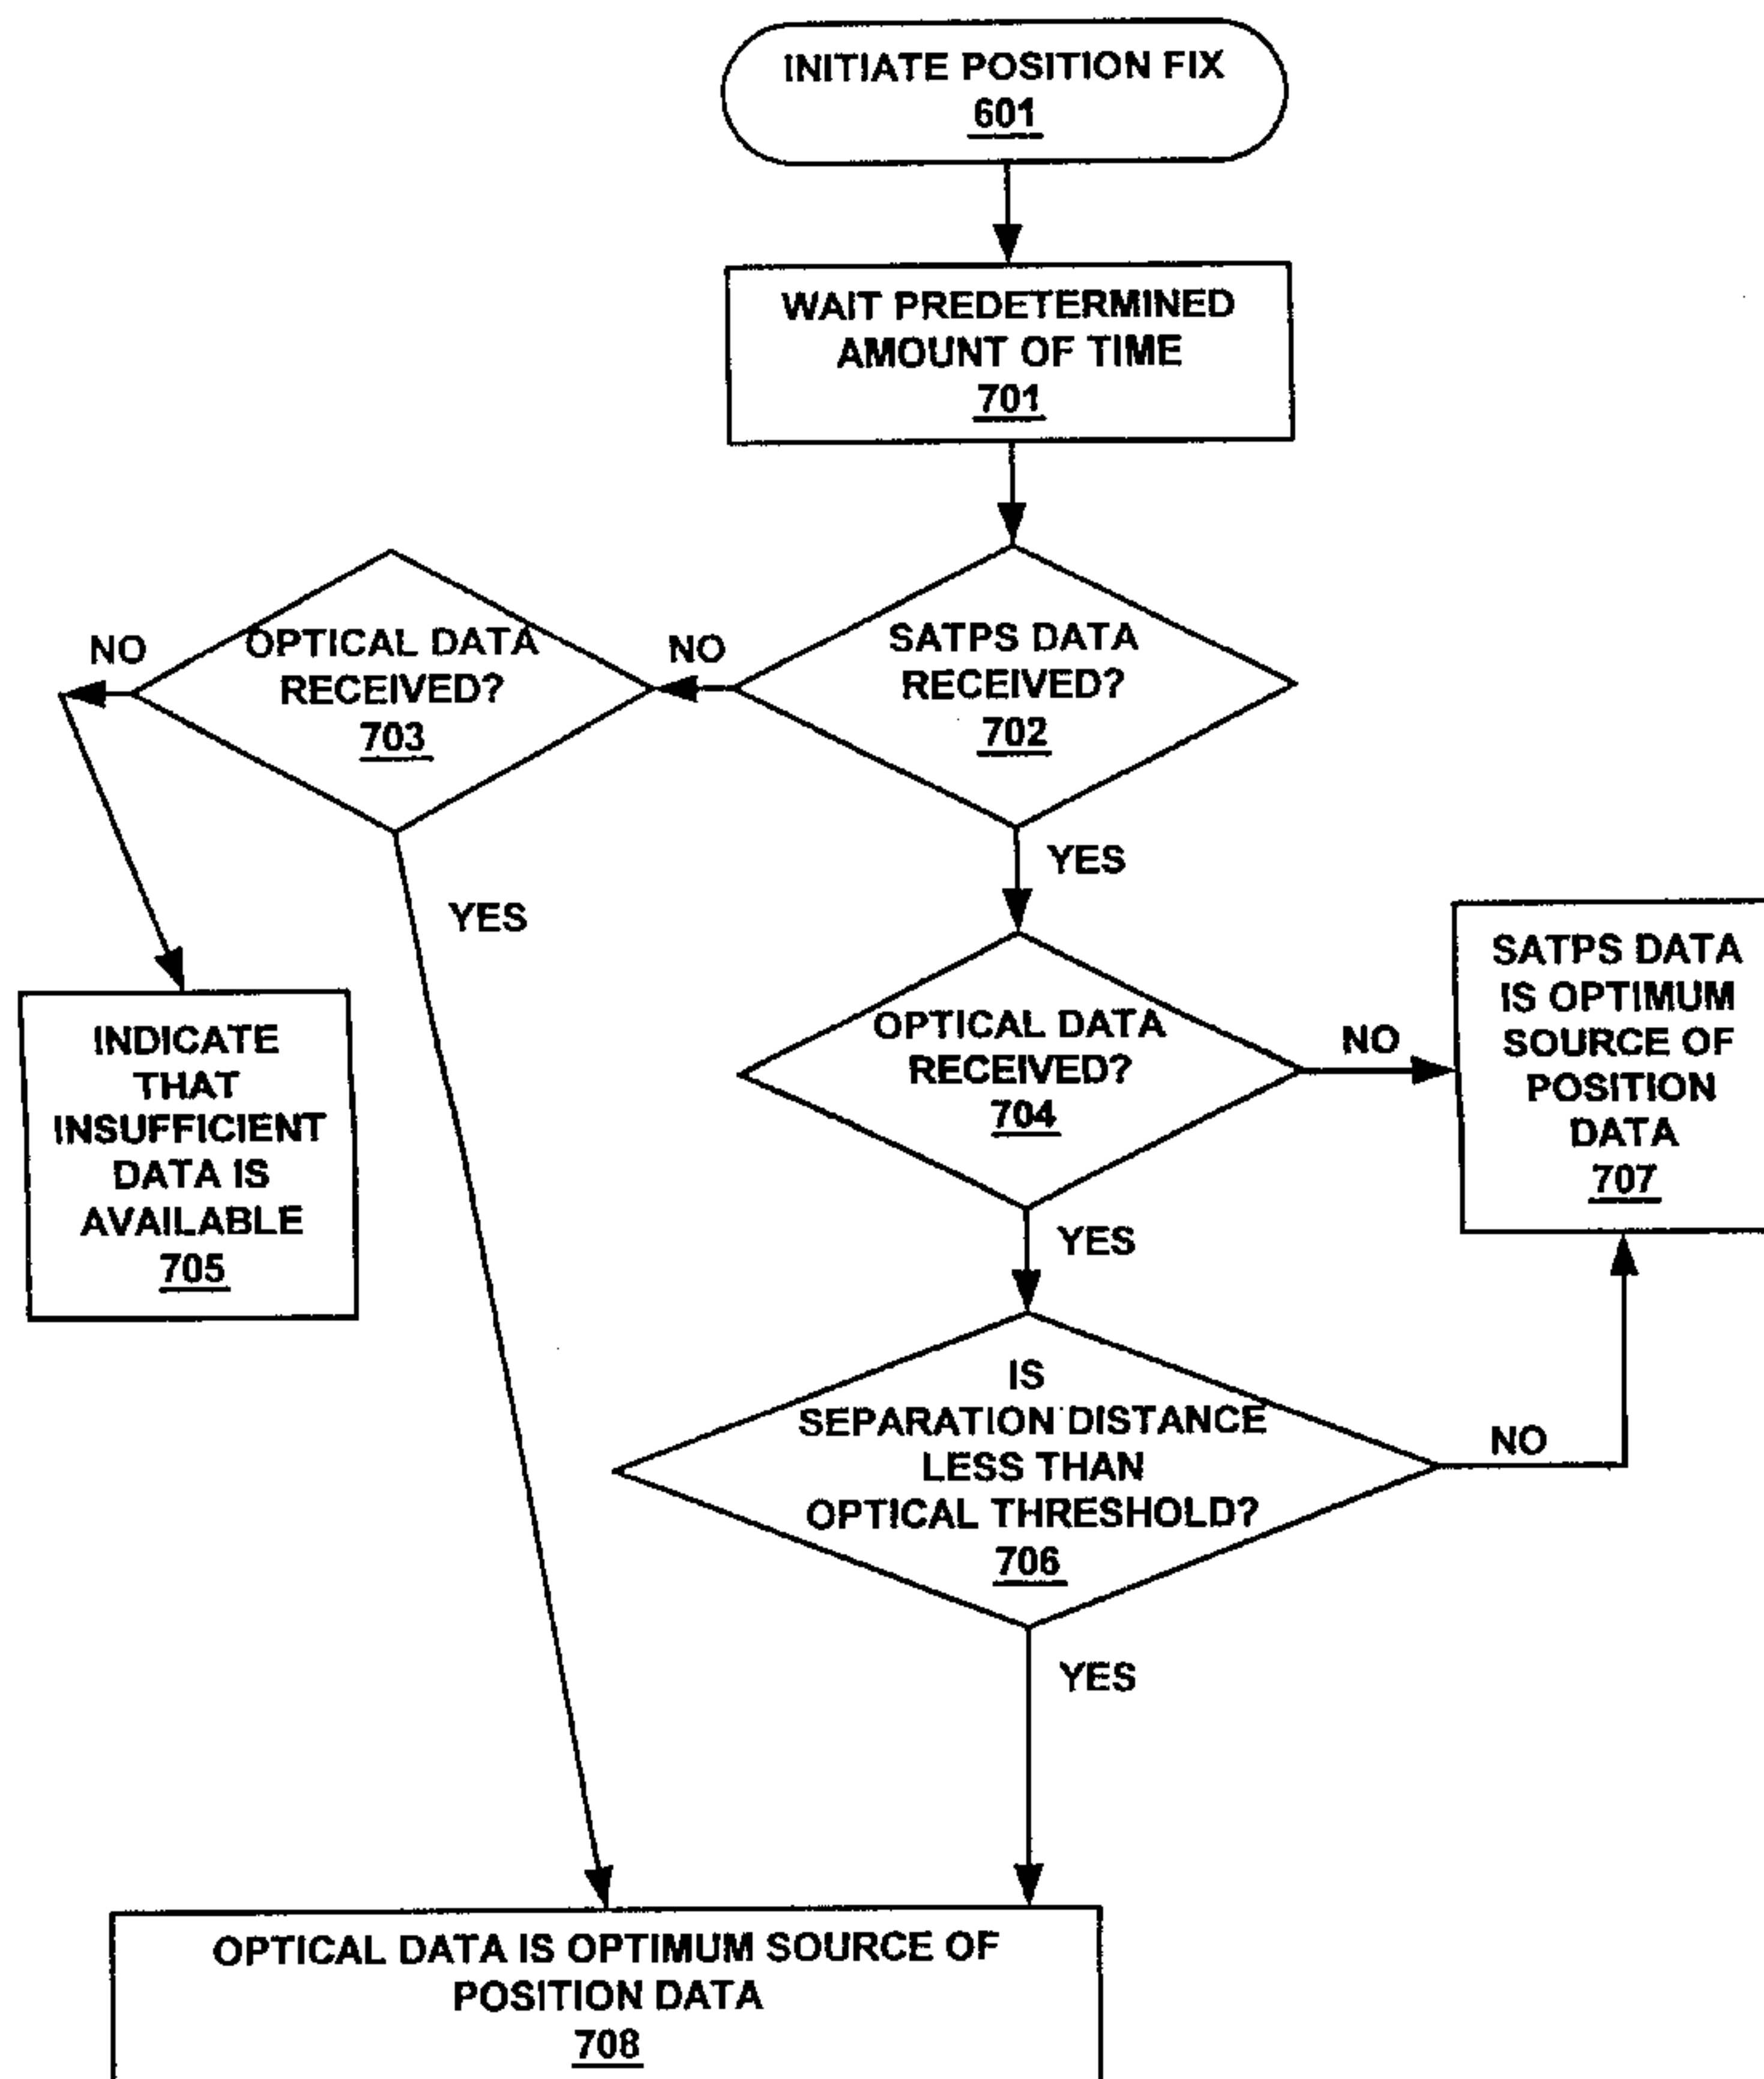 INITIATE POSITION FIX
601
WAIT PREDETERMINED
AMOUNT OF TIME
701
SATPS DATA
RECEIVED?
702
NO
OPTICAL DATA
RECEIVED?
703
NO
YES
YES
INDICATE
THAT
INSUFFICIENT
DATA IS
AVAILABLE
705
OPTICAL DATA
RECEIVED?
704
NO
SATPS DATA
IS OPTIMUM
SOURCE OF
POSITION
DATA
707
YES
IS
SEPARATION DISTANCE
LESS THAN
OPTICAL THRESHOLD?
706
NO
YES
OPTICAL DATA IS OPTIMUM SOURCE OF
POSITION DATA
708